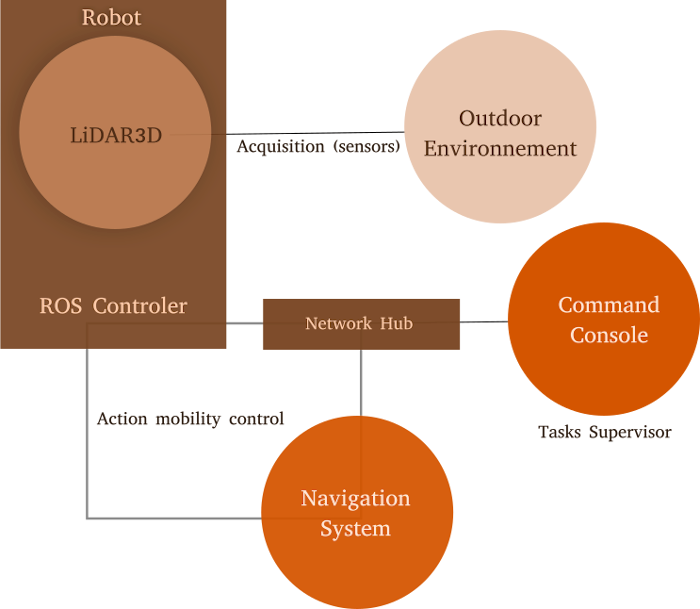 Robot
LiDAR3D
Outdoor
Environnement
Acquisition (sensors)
ROS Controler
Network Hub
Command
Console
Action mobility control
Tasks Supervisor
Navigation
System